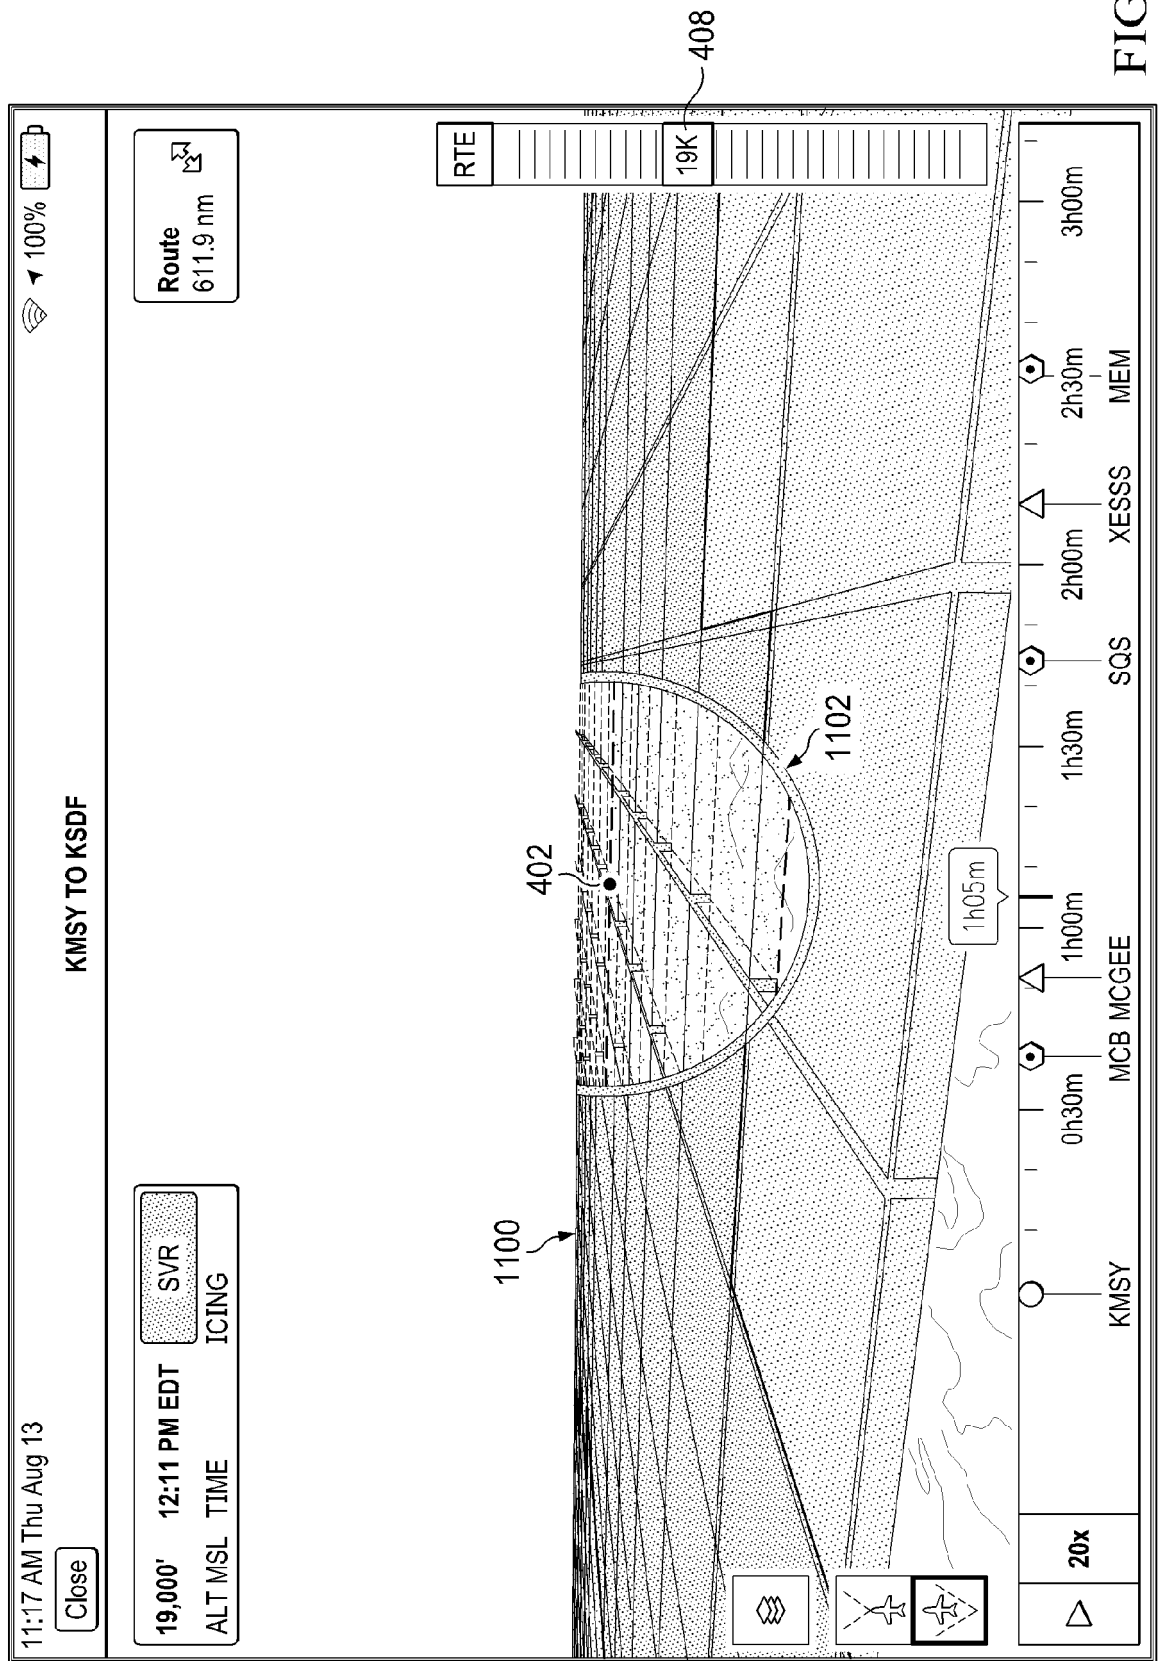 11:17 AM Thu Aug 13
100%
Close
KMSY TO KSDF
19,000' 12:11 PM EDT SVR
ALT MSL TIME ICING
Route
611.9 nm
RTE
19K
408
402
1100
1102
1h05m
20x
0h30m 1h00m 1h30m 2h00m 2h30m 3h00m
KMSY MCB MCGEE SQS XESSS MEM
FIG